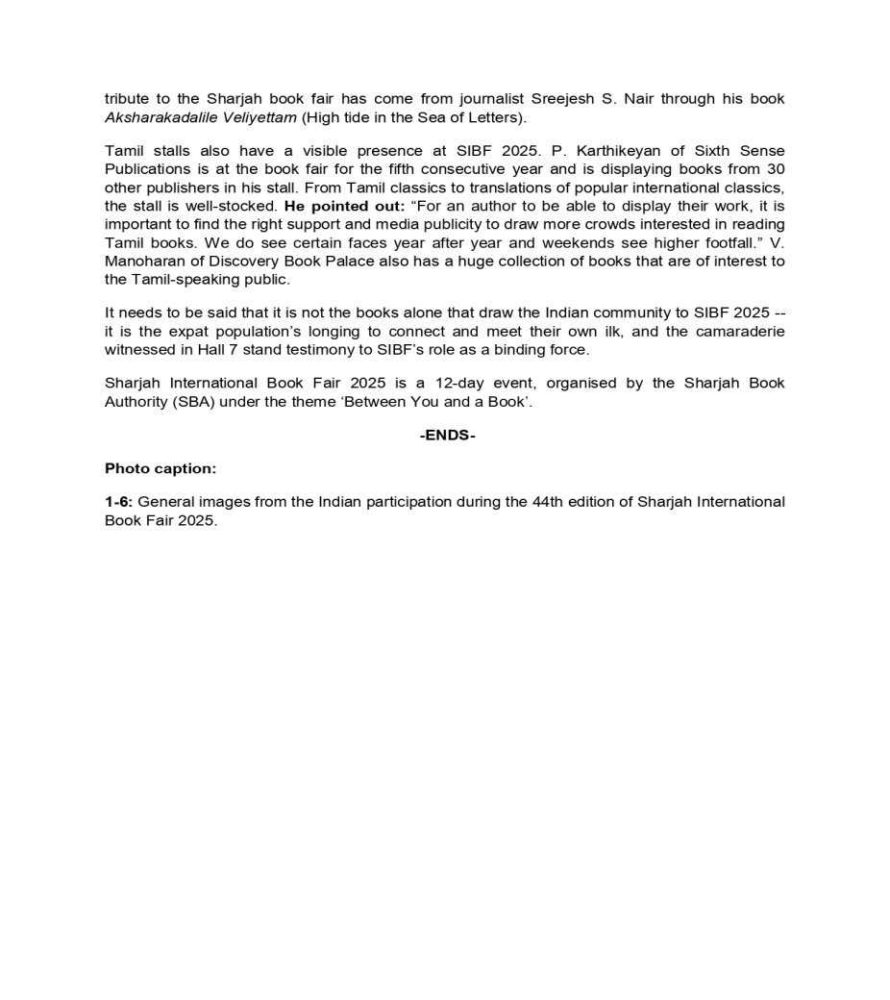 tribute to the Sharjah book fair has come from journalist Sreejesh S. Nair through his book
Aksharakadalile Veliyettam (High tide in the Sea of Letters).
Tamil stalls also have a visible presence at SIBF 2025. P. Karthikeyan of Sixth Sense
Publications is at the book fair for the fifth consecutive year and is displaying books from 30
other publishers in his stall. From Tamil classics to translations of popular international classics,
the stall is well-stocked. He pointed out: “For an author to be able to display their work, it is
important to find the right support and media publicity to draw more crowds interested in reading
Tamil books. We do see certain faces year after year and weekends see higher footfall.” V.
Manoharan of Discovery Book Palace also has a huge collection of books that are of interest to
the Tamil-speaking public.
It needs to be said that it is not the books alone that draw the Indian community to SIBF 2025 --
it is the expat population’s longing to connect and meet their own ilk, and the camaraderie
witnessed in Hall 7 stand testimony to SIBF’s role as a binding force.
Sharjah International Book Fair 2025 is a 12-day event, organised by the Sharjah Book
Authority (SBA) under the theme ‘Between You and a Book’.
-ENDS-
Photo caption:
1-6: General images from the Indian participation during the 44th edition of Sharjah International
Book Fair 2025.